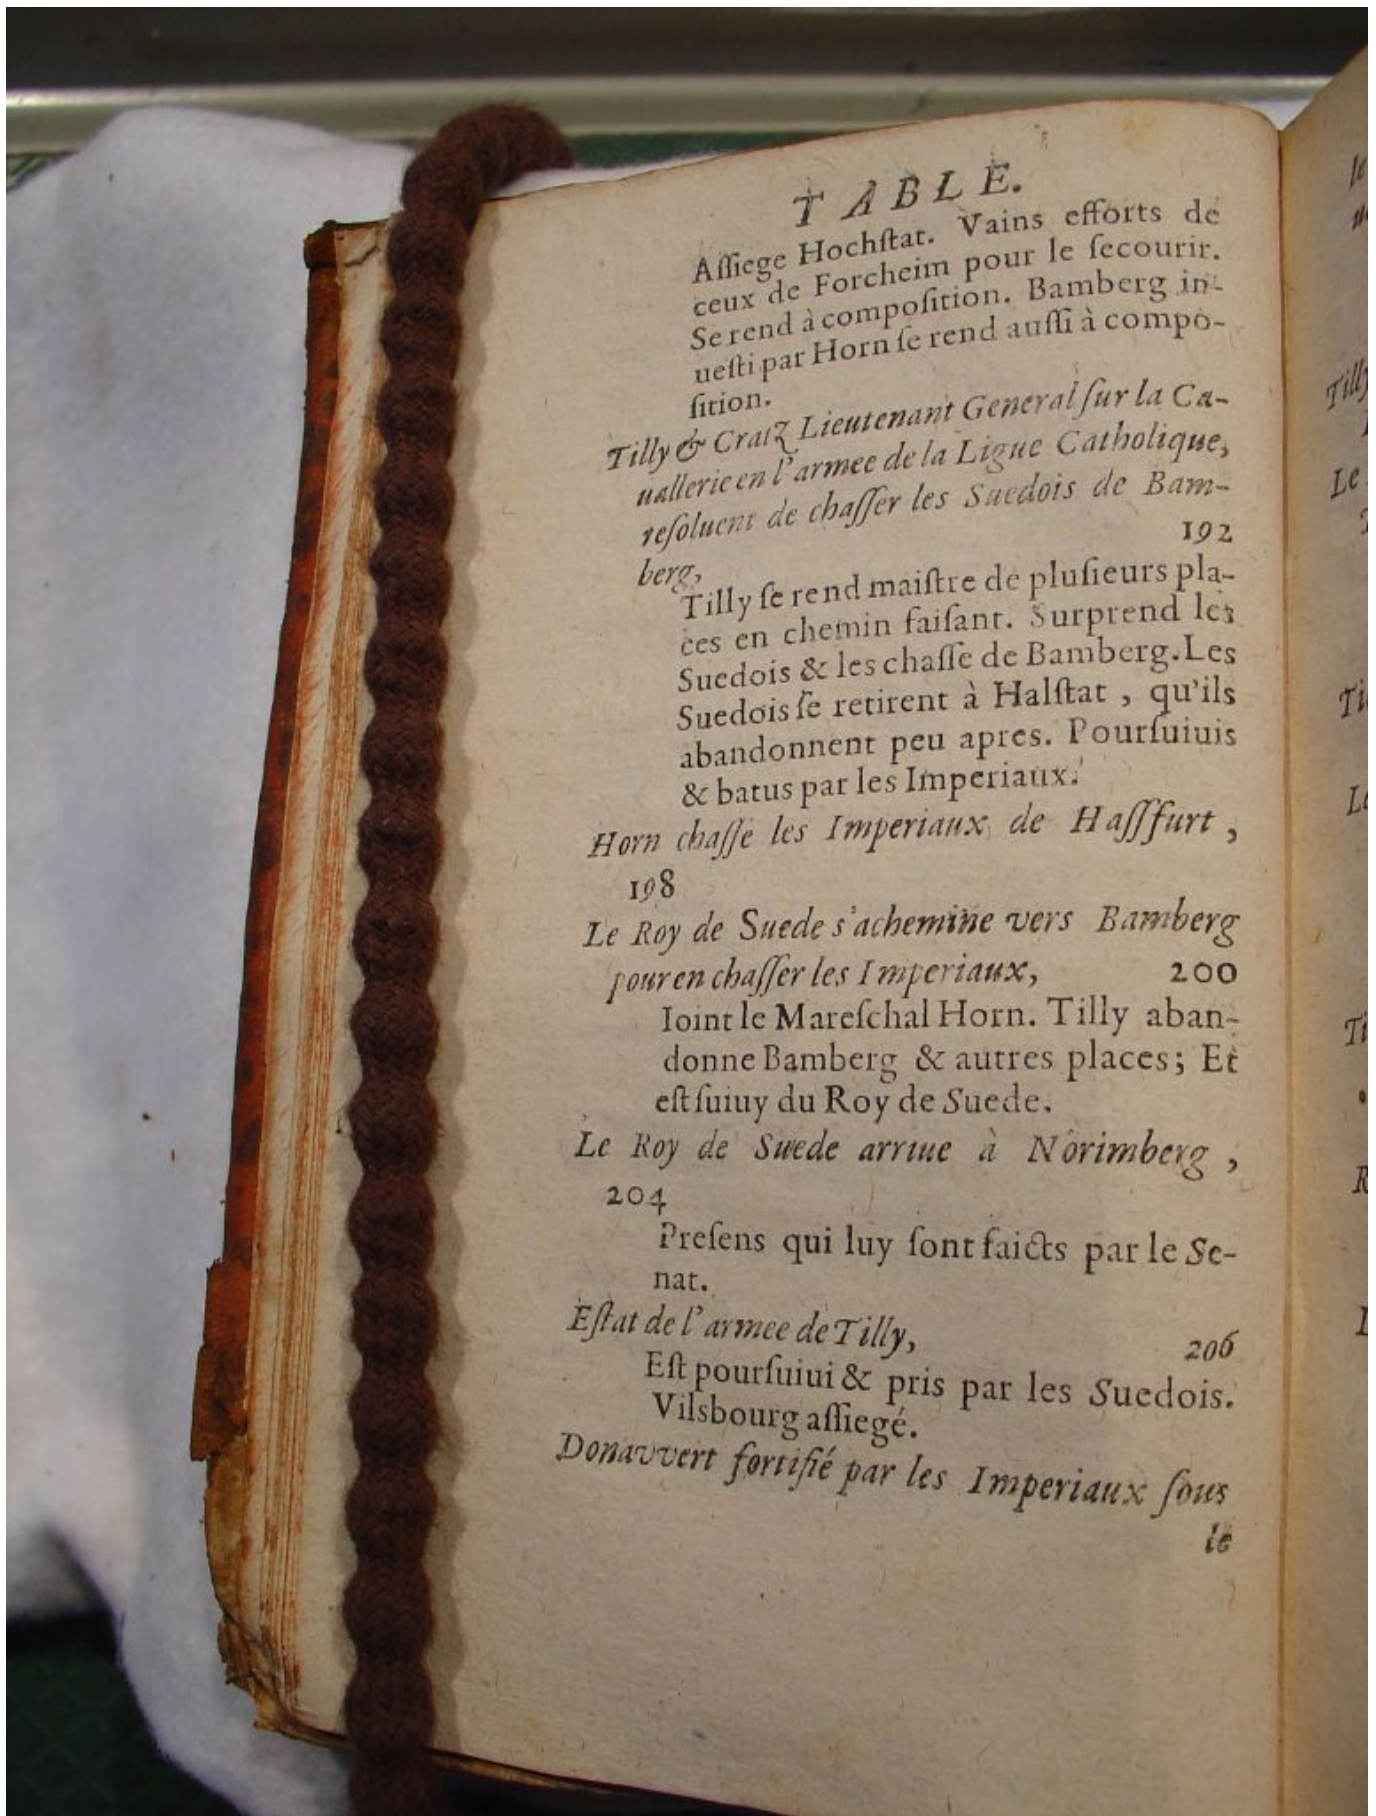 TABLE.
Aſſiege Hochſtat. Vains efforts de
ceux de Forcheim pour le ſecourir.
Se rend à compoſition. Bamberg in-
ueſti par Horn ſe rend auſſi à compo-
ſition.
Tilly & Cratz Lieutenant General ſur la Ca-
uallerie en l'armee de la Ligue Catholique,
reſoluent de chaſſer les Suedois de Bam-
berg, 192
Tilly ſe rend maiſtre de pluſieurs pla-
ces en chemin faiſant. Surprend les
Suedois & les chaſſe de Bamberg. Les
Suedois ſe retirent à Halſtat , qu'ils
abandonnent peu apres. Pourſuiuis
& batus par les Imperiaux.
Horn chaſſe les Imperiaux de Haſſfurt ,
198
Le Roy de Suede s'achemine vers Bamberg
pour en chaſſer les Imperiaux, 200
Ioint le Mareſchal Horn. Tilly aban-
donne Bamberg & autres places; Et
eſt ſuiuy du Roy de Suede.
Le Roy de Suede arriue à Norimberg ,
204
Preſens qui luy ſont faicts par le Se-
nat.
Eſtat de l'armee de Tilly, 206
Eſt pourſuiui & pris par les Suedois.
Vilsbourg aſſiegé.
Donavvert fortifié par les Imperiaux ſous
le
Tilly
Le